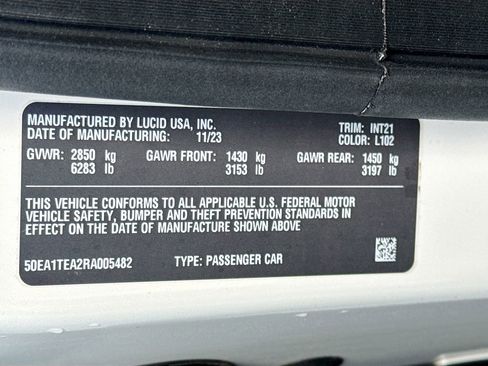 MANUFACTURED BY LUCID USA, INC. TRIM: INT21
DATE OF MANUFACTURING: 11/23 COLOR: L102
GVWR: 2850 kg GAWR FRONT: 1430 kg GAWR REAR: 1450 kg
6283 lb 3153 lb 3197 lb
THIS VEHICLE CONFORMS TO ALL APPLICABLE U.S. FEDERAL MOTOR
VEHICLE SAFETY, BUMPER AND THEFT PREVENTION STANDARDS IN
EFFECT ON THE DATE OF MANUFACTURE SHOWN ABOVE
50EA1TEA2RA005482 TYPE: PASSENGER CAR